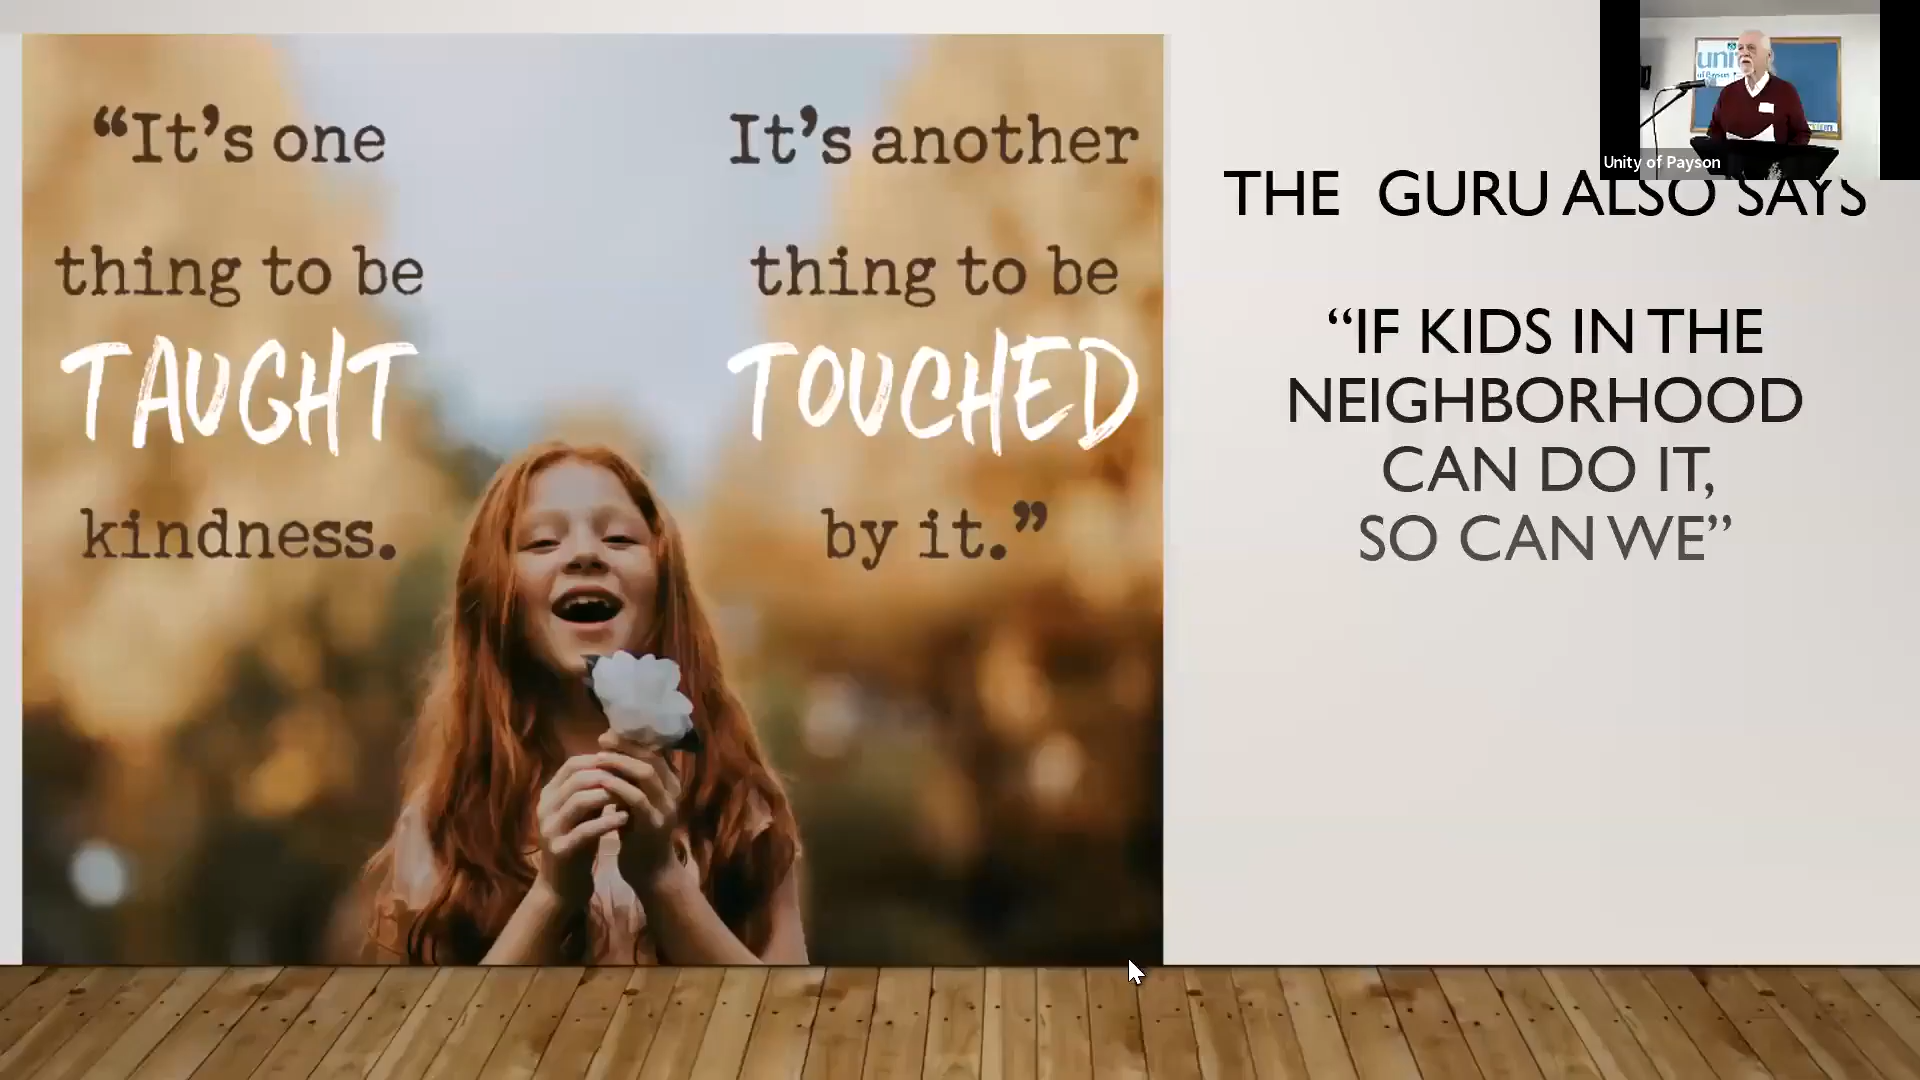 “It’s one
thing to be
TAUGHT
kindness.
It’s another
thing to be
TOUCHED
by it.”
THE GURU ALSO SAYS
“IF KIDS IN THE
NEIGHBORHOOD
CAN DO IT,
SO CAN WE”
Unity of Payson